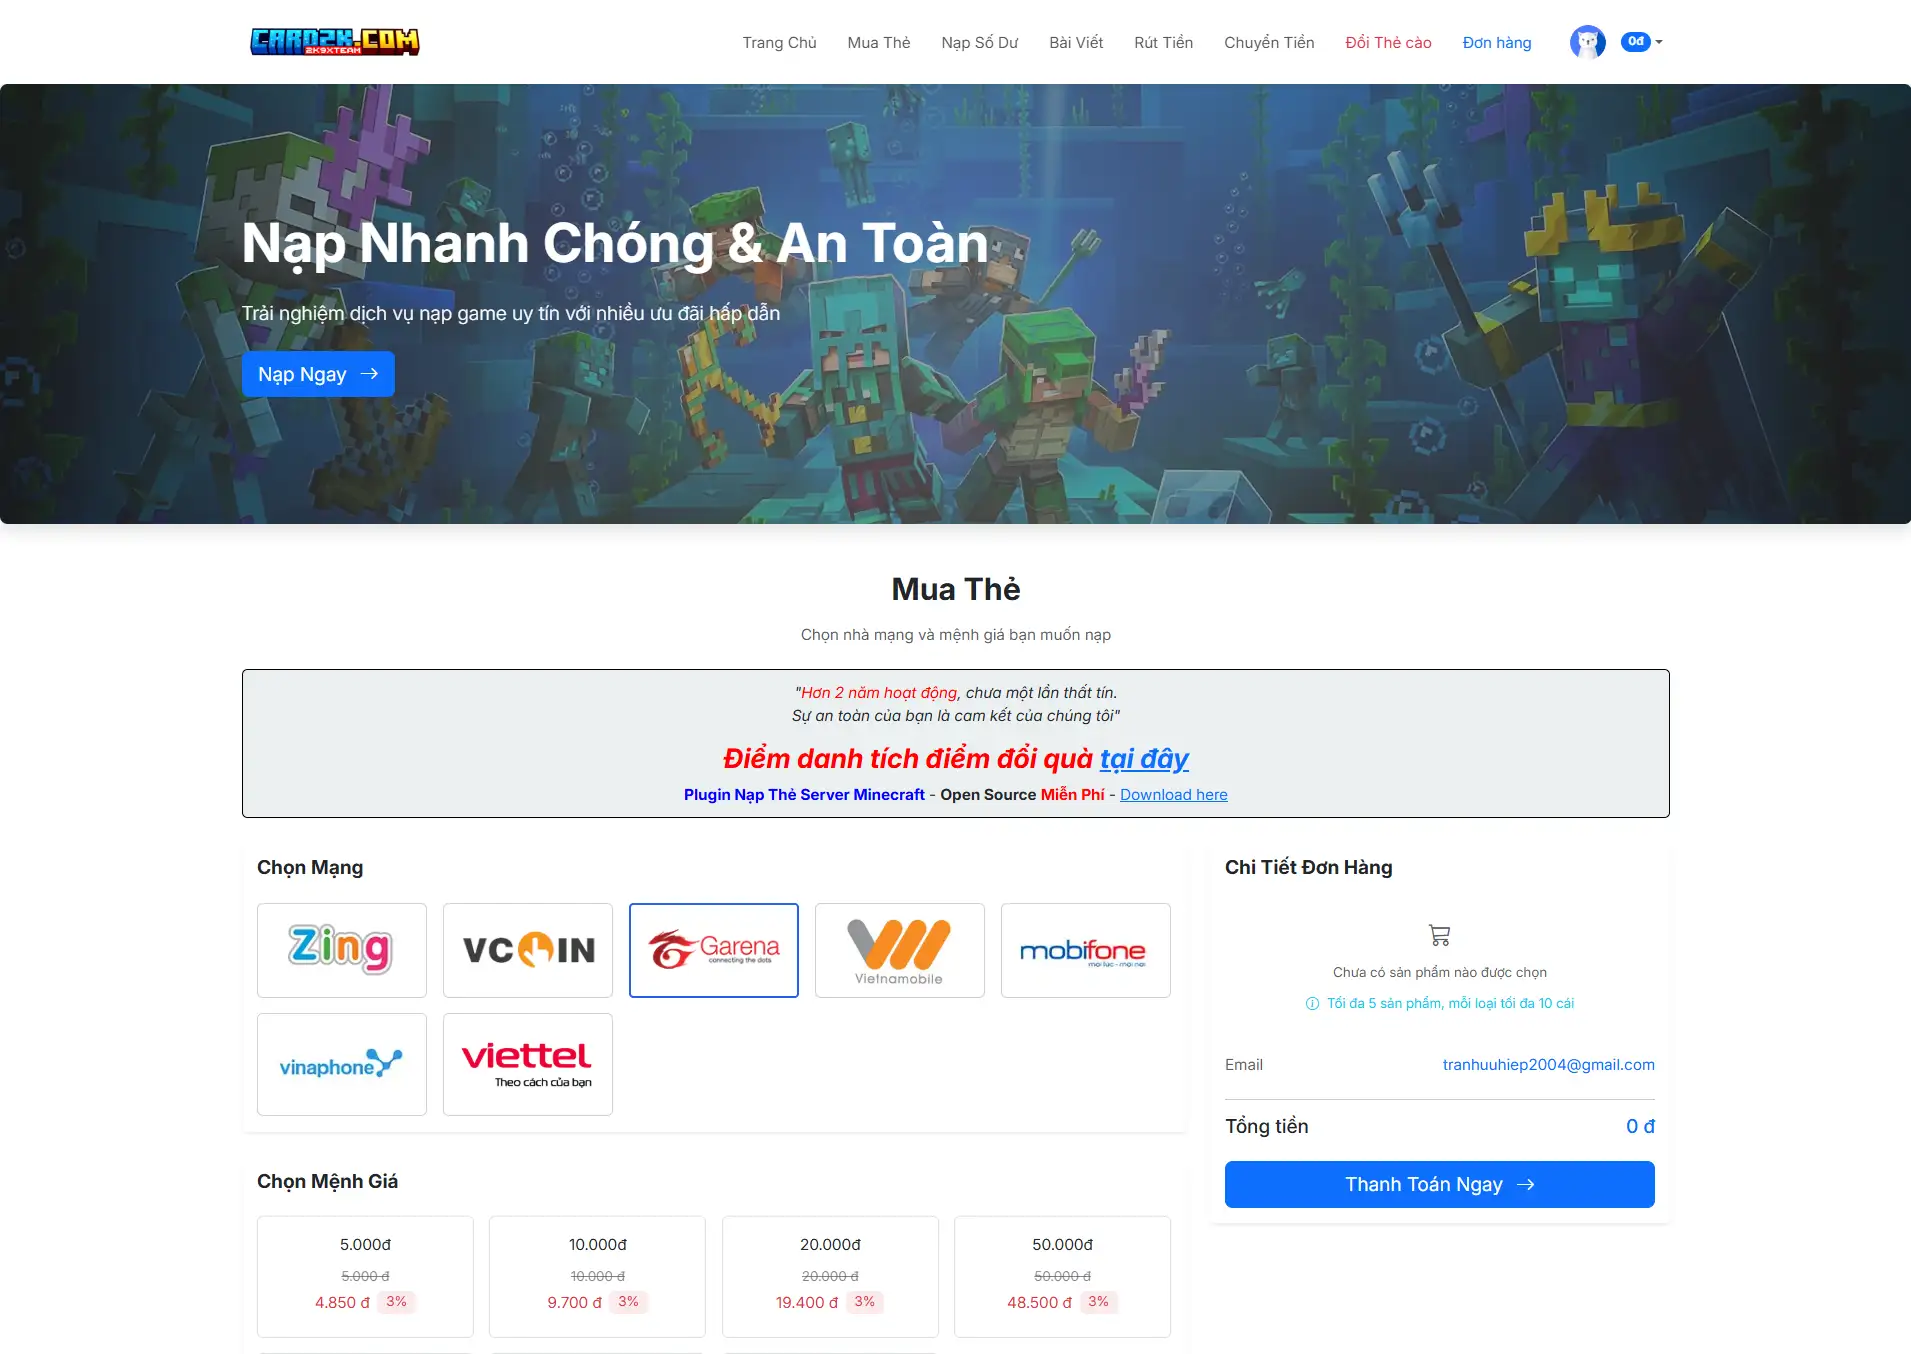 CARD2K.COM
2K9XTEAM
Trang Chủ
Mua Thẻ
Nạp Số Dư
Bài Viết
Rút Tiền
Chuyển Tiền
Đổi Thẻ cào
Đơn hàng
0đ
Nạp Nhanh Chóng & An Toàn
Trải nghiệm dịch vụ nạp game uy tín với nhiều ưu đãi hấp dẫn
Nạp Ngay →
Mua Thẻ
Chọn nhà mạng và mệnh giá bạn muốn nạp
"Hơn 2 năm hoạt động, chưa một lần thất tín.
Sự an toàn của bạn là cam kết của chúng tôi"
Điểm danh tích điểm đổi quà tại đây
Plugin Nạp Thẻ Server Minecraft - Open Source Miễn Phí - Download here
Chọn Mạng
Zing
VCOIN
Garena
connecting the dots
Vietnamobile
mobifone
mọi lúc - mọi nơi
vinaphone
viettel
Theo cách của bạn
Chọn Mệnh Giá
5.000đ
5.000 đ
4.850 đ 3%
10.000đ
10.000 đ
9.700 đ 3%
20.000đ
20.000 đ
19.400 đ 3%
50.000đ
50.000 đ
48.500 đ 3%
Chi Tiết Đơn Hàng
Chưa có sản phẩm nào được chọn
Tối đa 5 sản phẩm, mỗi loại tối đa 10 cái
Email tranhuuhiep2004@gmail.com
Tổng tiền 0 đ
Thanh Toán Ngay →